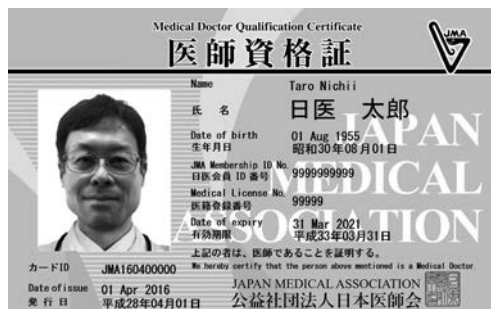 Medical Doctor Qualification Certificate
医師資格証
JMA
Name Taro Nichii
氏 名 日医 太郎
Date of birth 01 Aug 1955
生年月日 昭和30年08月01日
JMA Membership ID No.
日医会員 ID 番号 9999999999
Medical License No.
医籍登録番号 99999
Date of expiry 31 Mar 2021
有効期限 平成33年03月31日
上記の者は、医師であることを証明する。
We hereby certify that the person above mentioned is a Medical Doctor.
カードID JMA160400000
Date of issue 01 Apr 2016
発 行 日 平成28年04月01日
JAPAN MEDICAL ASSOCIATION
公益社団法人日本医師会
JAPAN
MEDICAL
ASSOCIATION